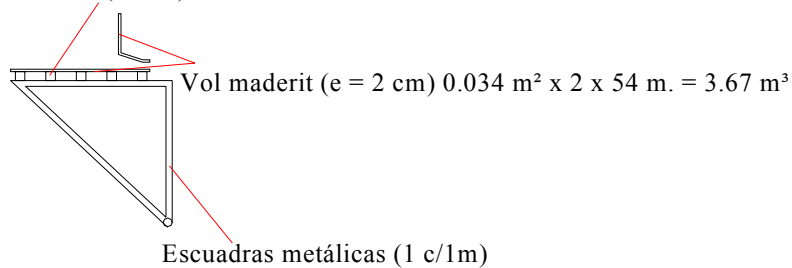 Vol maderit (e = 2 cm) 0.034 m² x 2 x 54 m. = 3.67 m³
Escuadras metálicas (1 c/1m)